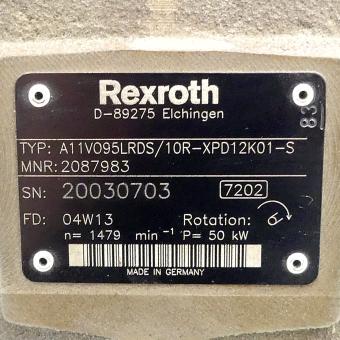 Rexroth
D-89275 Elchingen
TYP: A11VO95LRDS/10R-XPD12K01-S
MNR: 2087983
SN: 20030703 7202
FD: 04W13 Rotation:
n= 1479 min⁻¹ P= 50 kW
MADE IN GERMANY